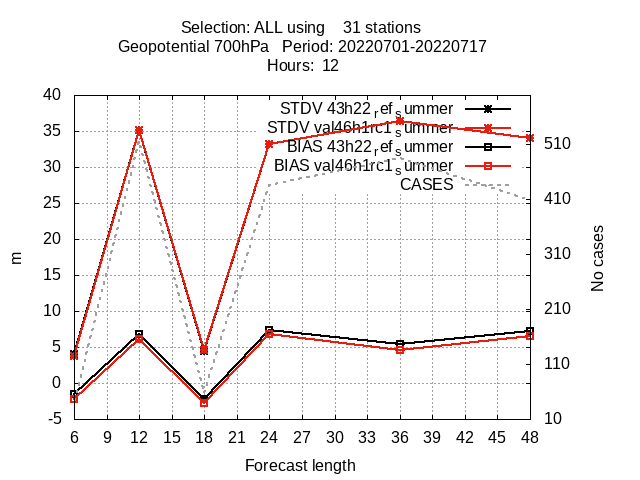 Selection: ALL using 31 stations
Geopotential 700hPa Period: 20220701-20220717
Hours: 12
STDV 43h22_ref_summer
STDV val46h1rc1_summer
BIAS 43h22_ref_summer
BIAS val46h1rc1_summer
CASES
40
35
30
25
20
15
10
5
0
-5
m
510
410
310
210
110
10
No cases
6 9 12 15 18 21 24 27 30 33 36 39 42 45 48
Forecast length